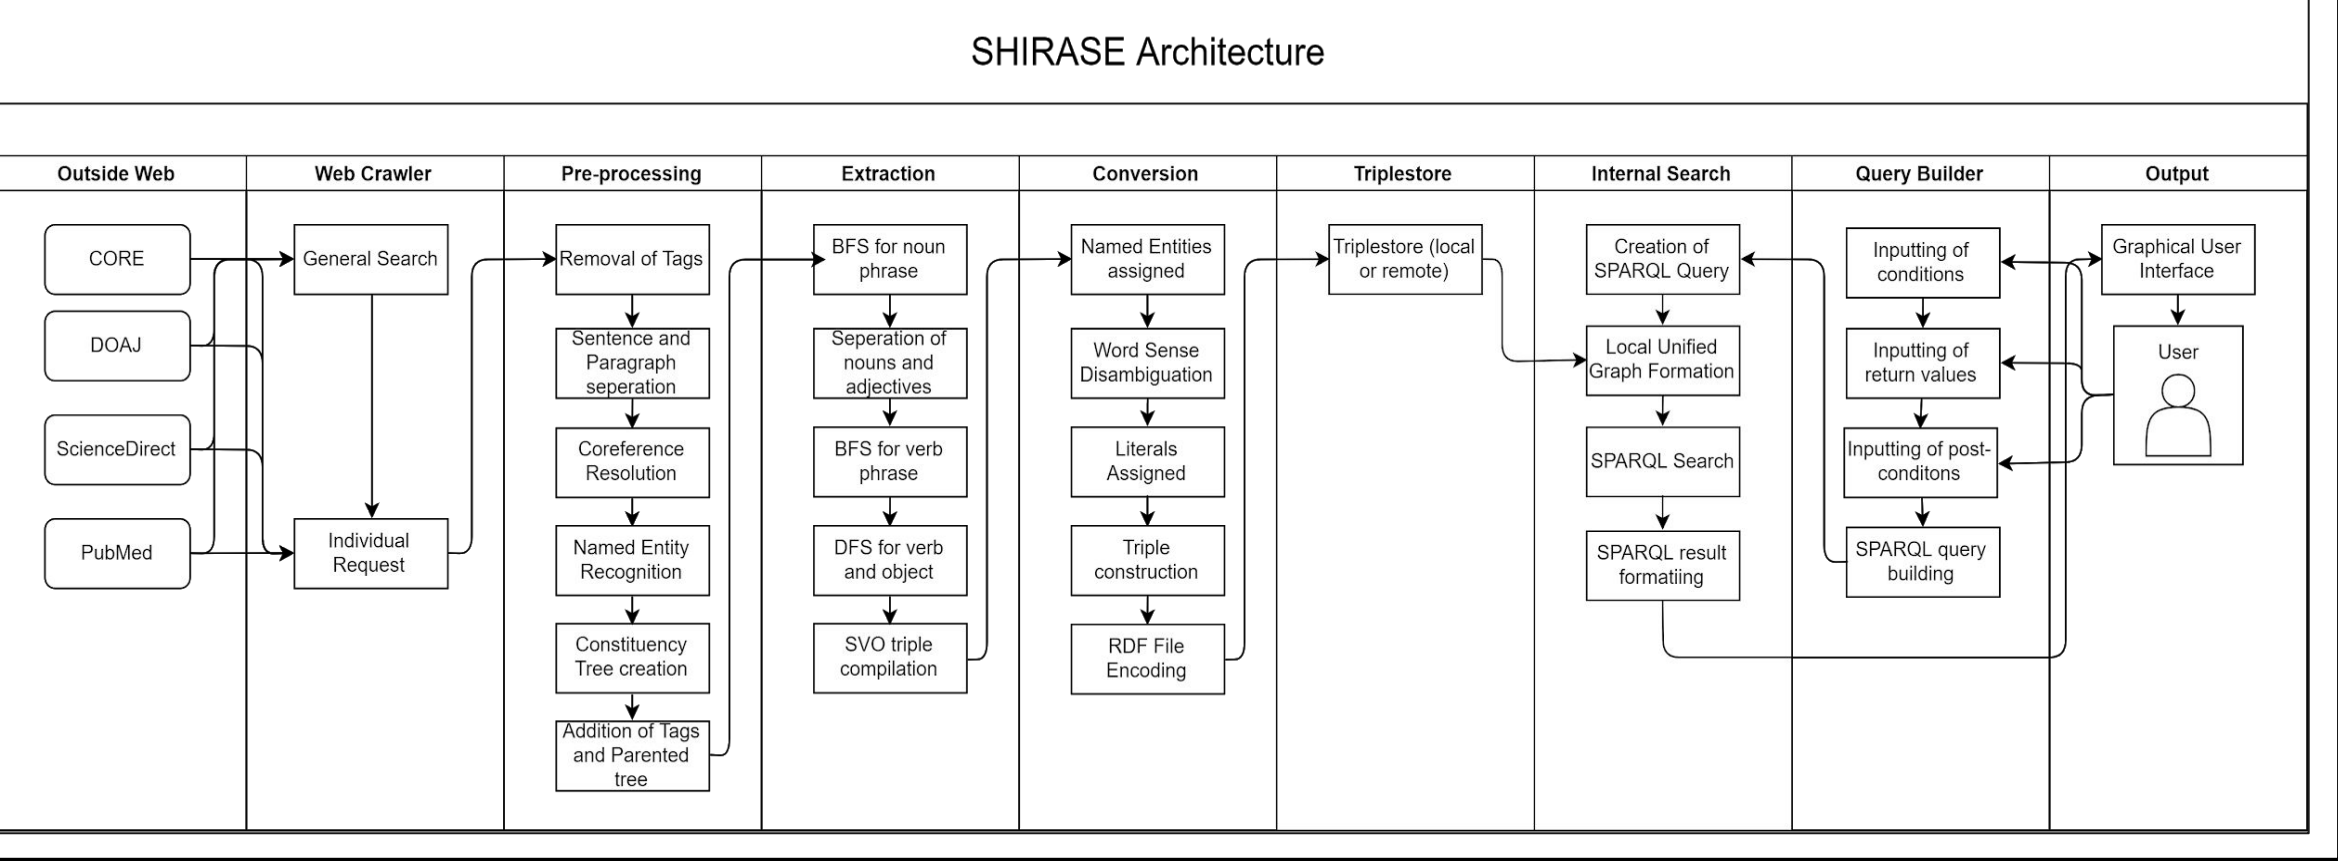 SHIRASE Architecture
Outside Web
Web Crawler
Pre-processing
Extraction
Conversion
Triplestore
Internal Search
Query Builder
Output
CORE
DOAJ
ScienceDirect
PubMed
General Search
Individual
Request
Removal of Tags
Sentence and
Paragraph
seperation
Coreference
Resolution
Named Entity
Recognition
Constituency
Tree creation
Addition of Tags
and Parented
tree
BFS for noun
phrase
Seperation of
nouns and
adjectives
BFS for verb
phrase
DFS for verb
and object
SVO triple
compilation
Named Entities
assigned
Word Sense
Disambiguation
Literals
Assigned
Triple
construction
RDF File
Encoding
Triplestore (local
or remote)
Creation of
SPARQL Query
Local Unified
Graph Formation
SPARQL Search
SPARQL result
formatiing
Inputting of
conditions
Inputting of
return values
Inputting of post-
conditons
SPARQL query
building
Graphical User
Interface
User